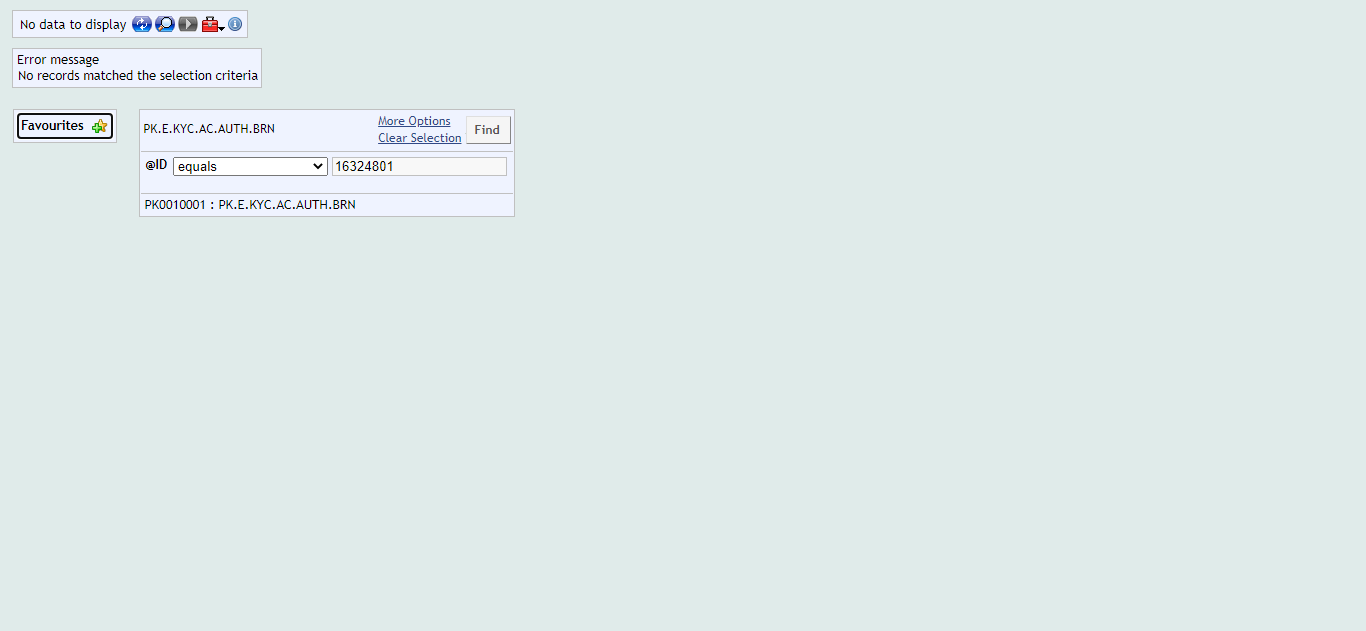 No data to display
Error message
No records matched the selection criteria
Favourites
PK.E.KYC.AC.AUTH.BRN
More Options
Clear Selection
Find
@ID equals 16324801
PK0010001 : PK.E.KYC.AC.AUTH.BRN